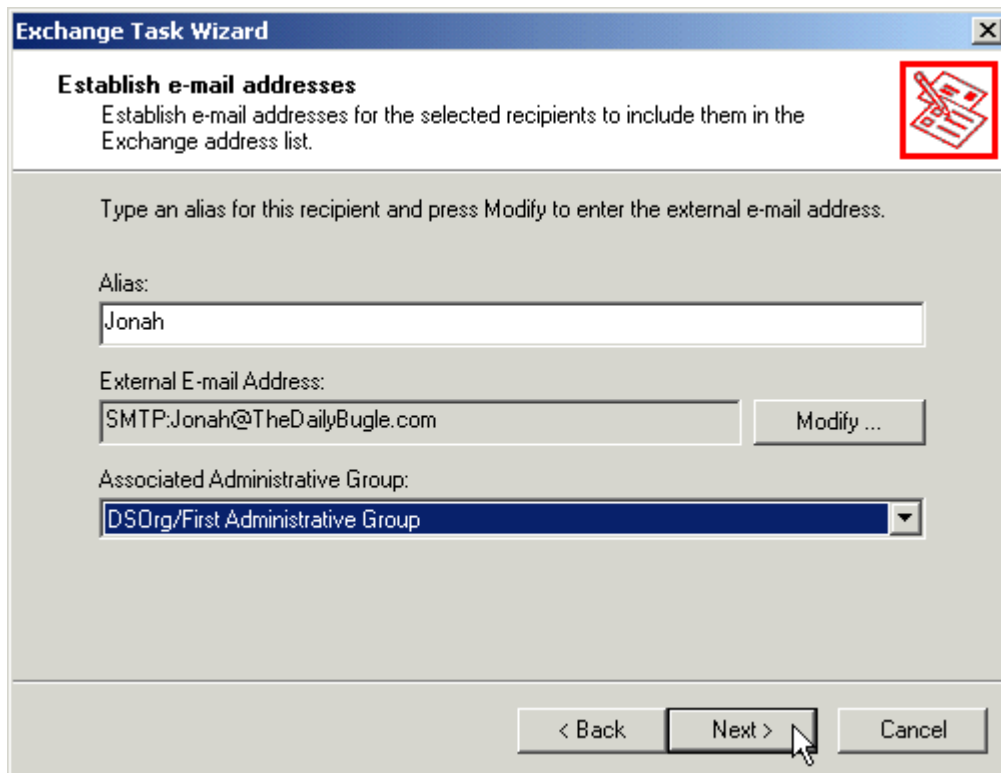 Exchange Task Wizard
Establish e-mail addresses
Establish e-mail addresses for the selected recipients to include them in the
Exchange address list.
Type an alias for this recipient and press Modify to enter the external e-mail address.
Alias:
Jonah
External E-mail Address:
SMTP:Jonah@TheDailyBugle.com
Modify ...
Associated Administrative Group:
DSOrg/First Administrative Group
< Back
Next >
Cancel